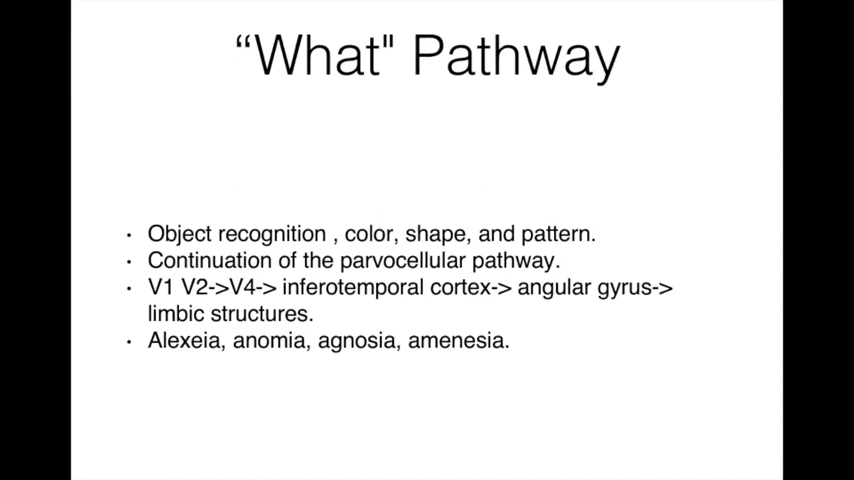 “What" Pathway
• Object recognition , color, shape, and pattern.
• Continuation of the parvocellular pathway.
• V1 V2->V4-> inferotemporal cortex-> angular gyrus->
limbic structures.
• Alexeia, anomia, agnosia, amenesia.